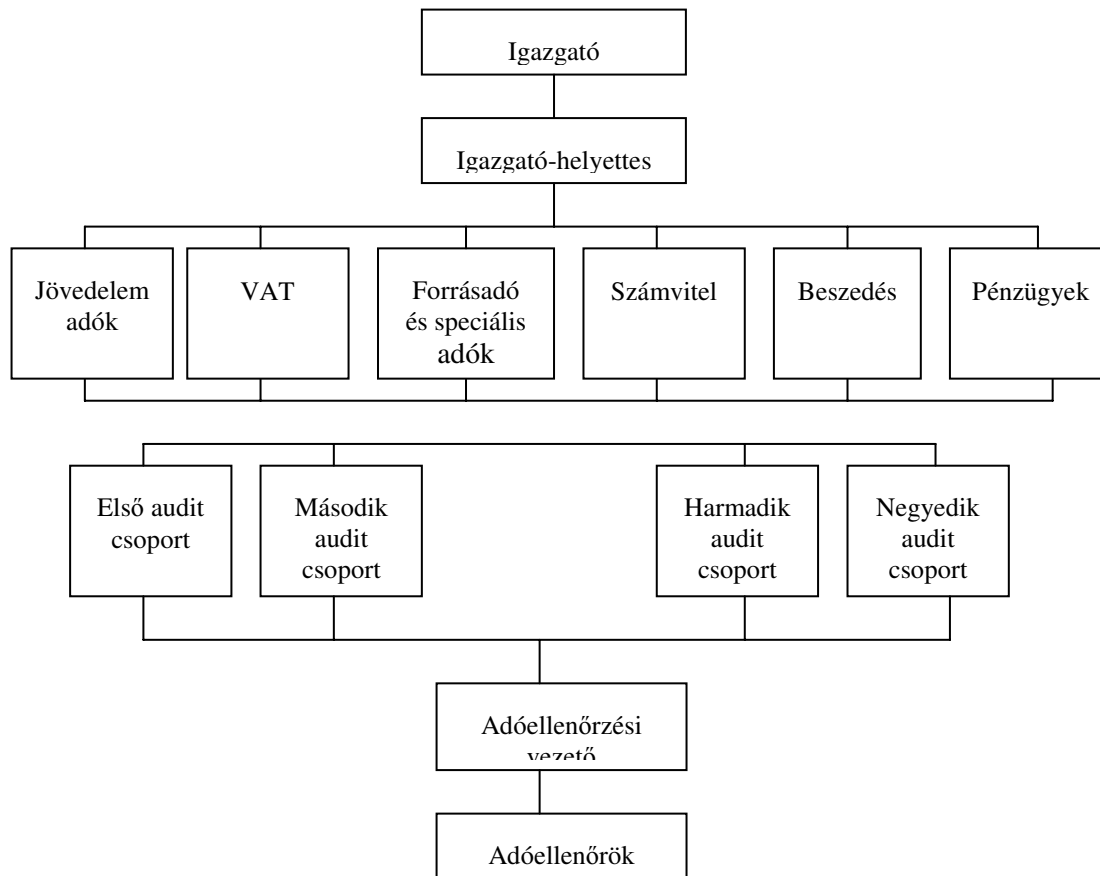 Igazgató
Igazgató-helyettes
Jövedelem
adók
VAT
Forrásadó
és speciális
adók
Számvitel
Beszedés
Pénzügyek
Első audit
csoport
Második
audit
csoport
Harmadik
audit
csoport
Negyedik
audit
csoport
Adóellenőrzési
vezető
Adóellenőrök